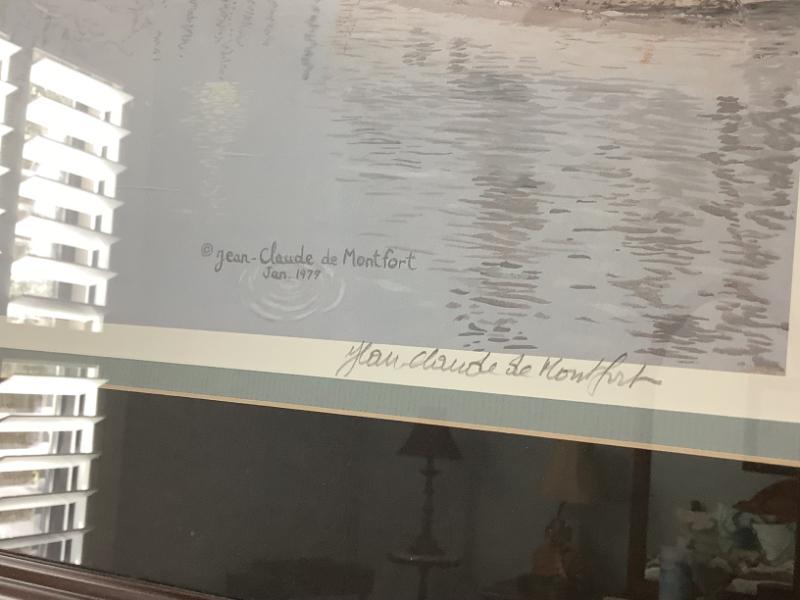 © Jean-Claude de Montfort
Jan. 1979
Jean-Claude de Montfort